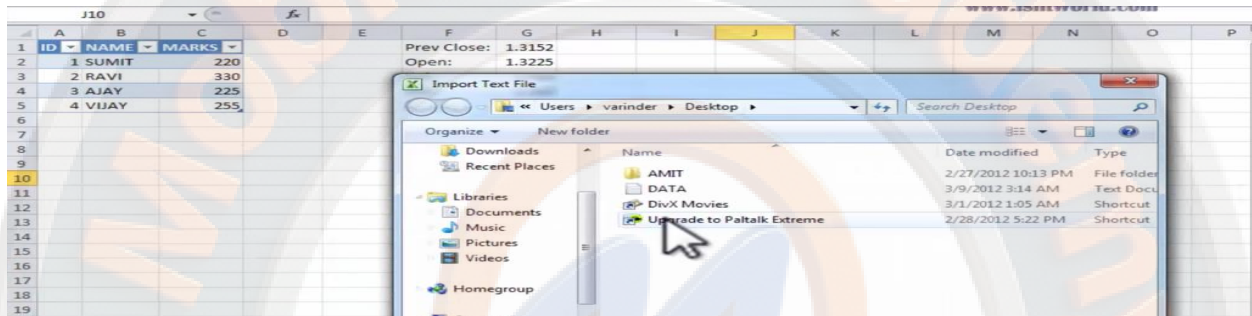 www.ismworld.com
J10 fx
A B C D E F G H I J K L M N O P
1 ID NAME MARKS Prev Close: 1.3152
2 1 SUMIT 220 Open: 1.3225
3 2 RAVI 330
4 3 AJAY 225
5 4 VIJAY 255
6
7
8
9
10
11
12
13
14
15
16
17
18
19
Import Text File
« Users ▸ varinder ▸ Desktop ▸ Search Desktop
Organize New folder
Name Date modified Type
Downloads
Recent Places
Libraries
Documents
Music
Pictures
Videos
Homegroup
AMIT 2/27/2012 10:13 PM File folder
DATA 3/9/2012 3:14 AM Text Docu
DivX Movies 3/1/2012 1:05 AM Shortcut
Upgrade to Paltalk Extreme 2/28/2012 5:22 PM Shortcut